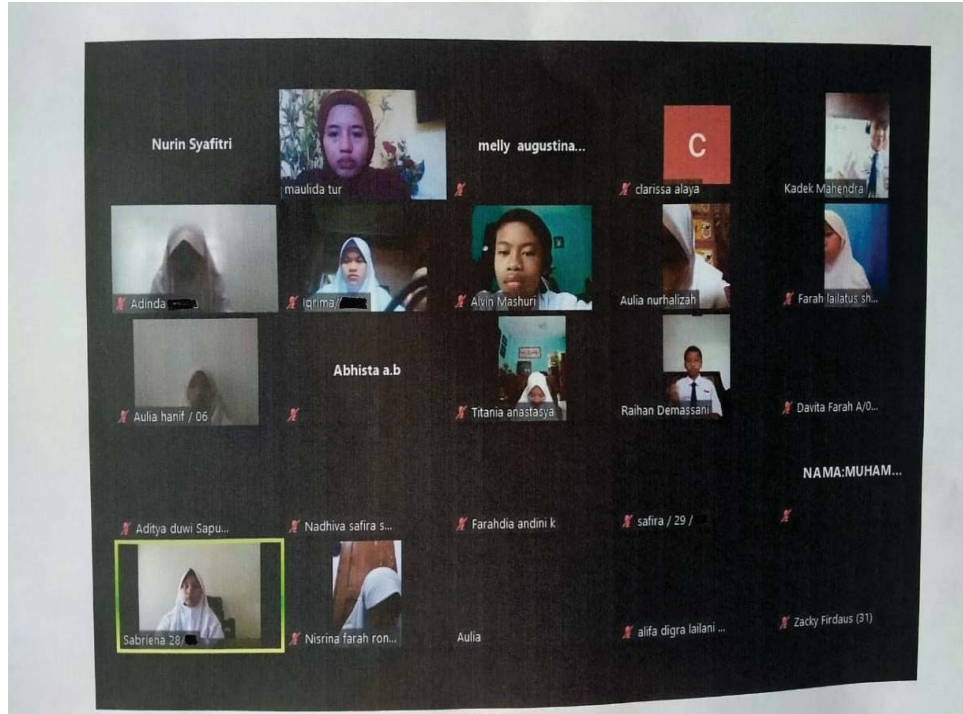 Nurin Syafitri
maulida tur
melly augustina...
C
clarissa alaya
Kadek Mahendra
Adinda
Iqrima/
Alvin Mashuri
Aulia nurhalizah
Farah lailatus sh...
Aulia hanif / 06
Abhista a.b
Titania anastasya
Raihan Demassani
Davita Farah A/0...
Aditya duwi Sapu...
Nadhiva safira s...
Farahdia andini k
safira / 29 /
NAMA:MUHAM...
Sabriena 28/
Nisrina farah ron...
Aulia
alifa digra lailani ...
Zacky Firdaus (31)